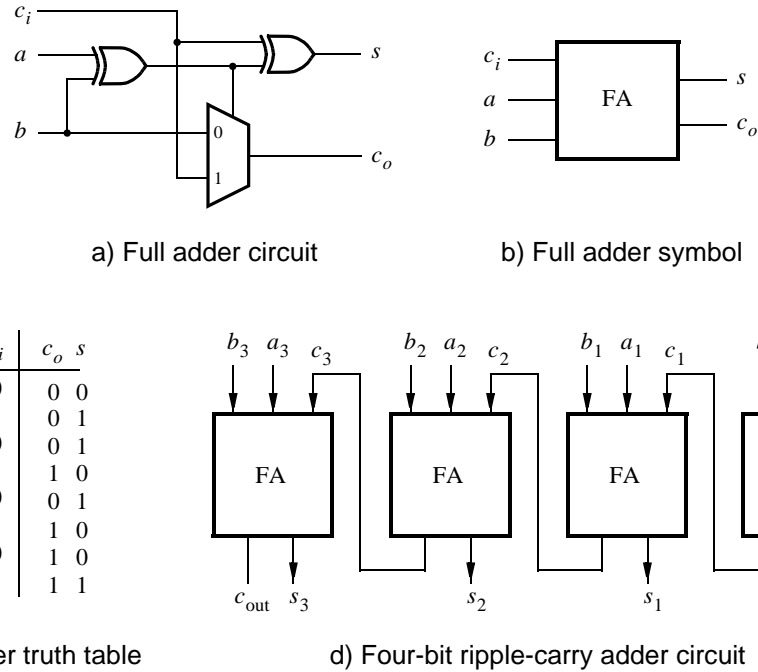 c_i
a
s
b
0
1
c_o
a) Full adder circuit
c_i
a
b
FA
s
c_o
b) Full adder symbol
c_o s
0 0
0 1
0 1
1 0
0 1
1 0
1 0
1 1
truth table
b_3 a_3 c_3 b_2 a_2 c_2 b_1 a_1 c_1
FA FA FA
c_out s_3 s_2 s_1
d) Four-bit ripple-carry adder circuit